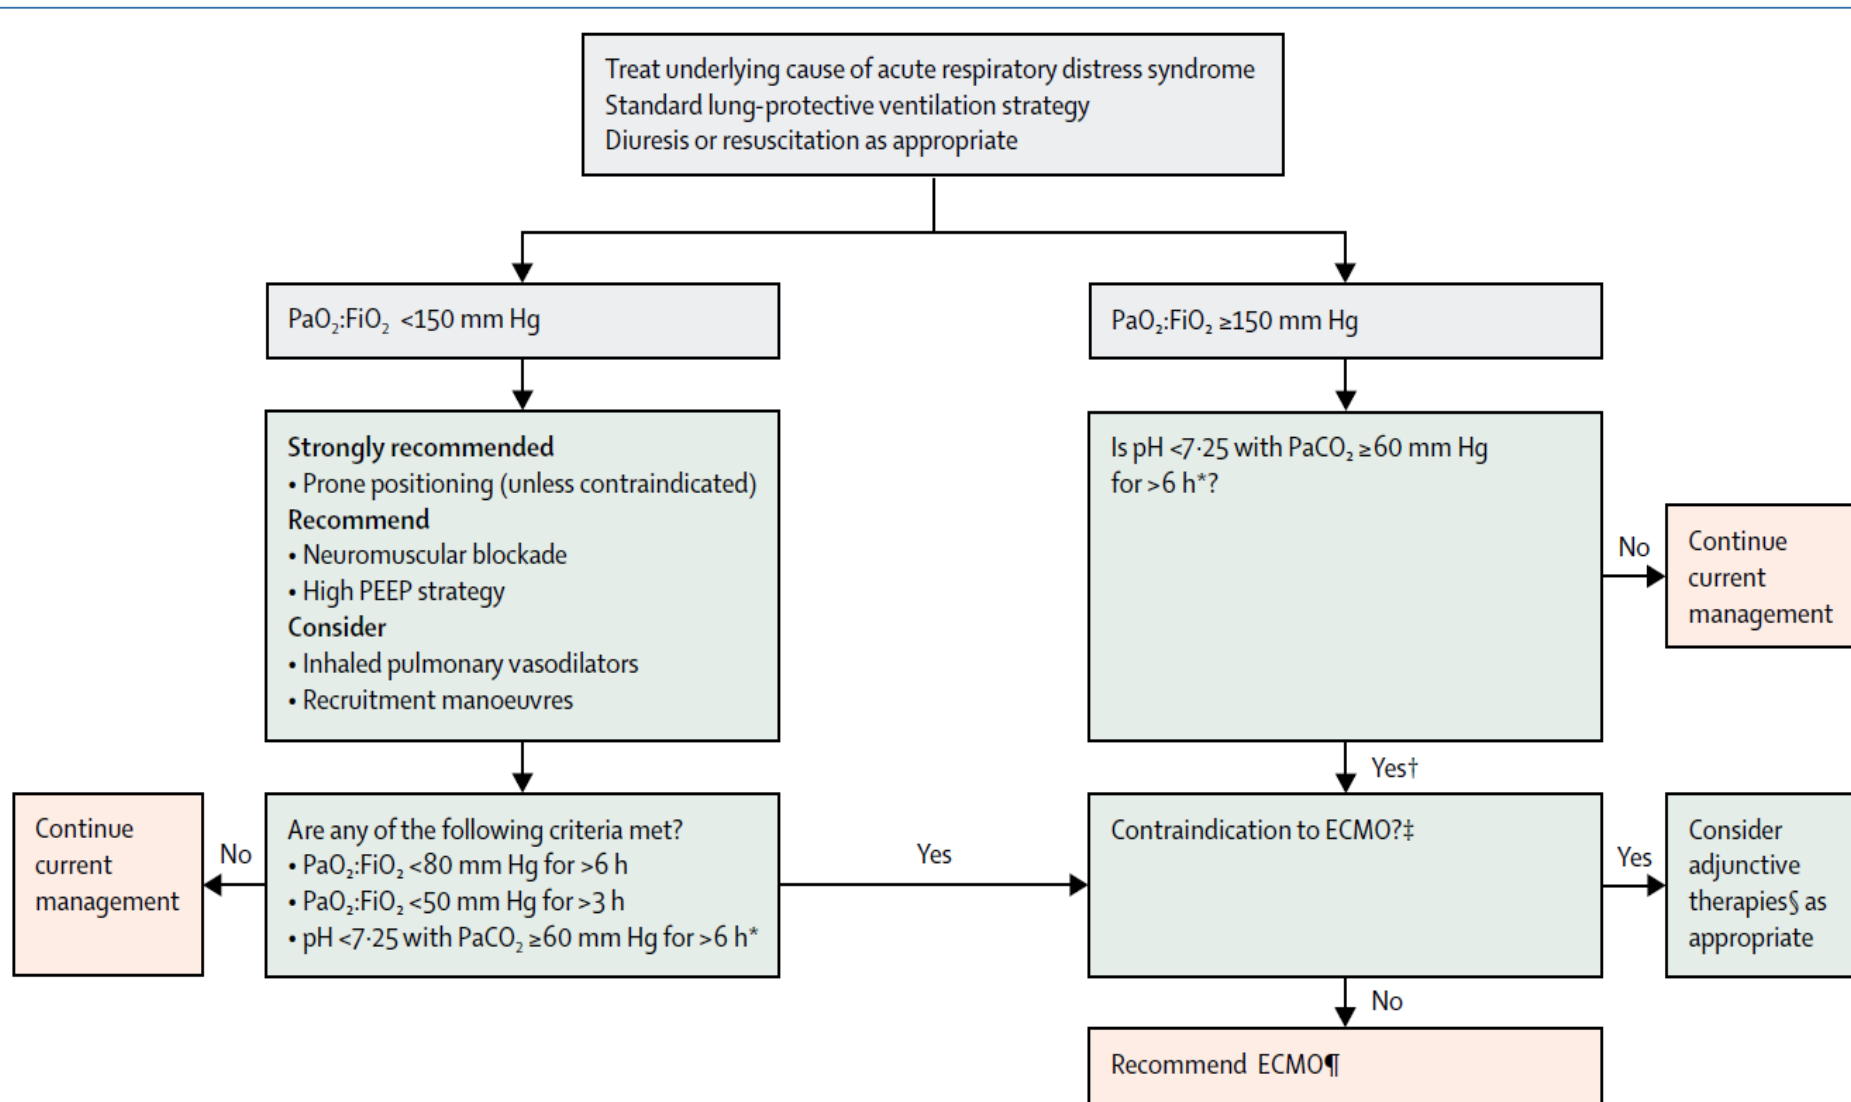 Treat underlying cause of acute respiratory distress syndrome
Standard lung-protective ventilation strategy
Diuresis or resuscitation as appropriate
PaO₂:FiO₂ <150 mm Hg
PaO₂:FiO₂ ≥150 mm Hg
Strongly recommended
• Prone positioning (unless contraindicated)
Recommend
• Neuromuscular blockade
• High PEEP strategy
Consider
• Inhaled pulmonary vasodilators
• Recruitment manoeuvres
Is pH <7·25 with PaCO₂ ≥60 mm Hg
for >6 h*?
No
Continue
current
management
Yes†
Continue
current
management
No
Are any of the following criteria met?
• PaO₂:FiO₂ <80 mm Hg for >6 h
• PaO₂:FiO₂ <50 mm Hg for >3 h
• pH <7·25 with PaCO₂ ≥60 mm Hg for >6 h*
Yes
Contraindication to ECMO?‡
Yes
Consider
adjunctive
therapies§ as
appropriate
No
Recommend ECMO¶